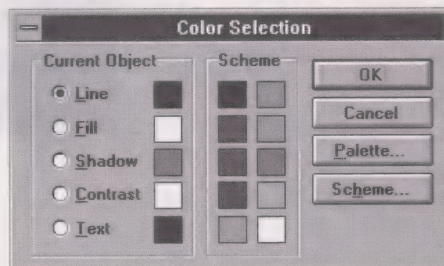 Color Selection
Current Object
Line
Fill
Shadow
Contrast
Text
Scheme
OK
Cancel
Palette...
Scheme...